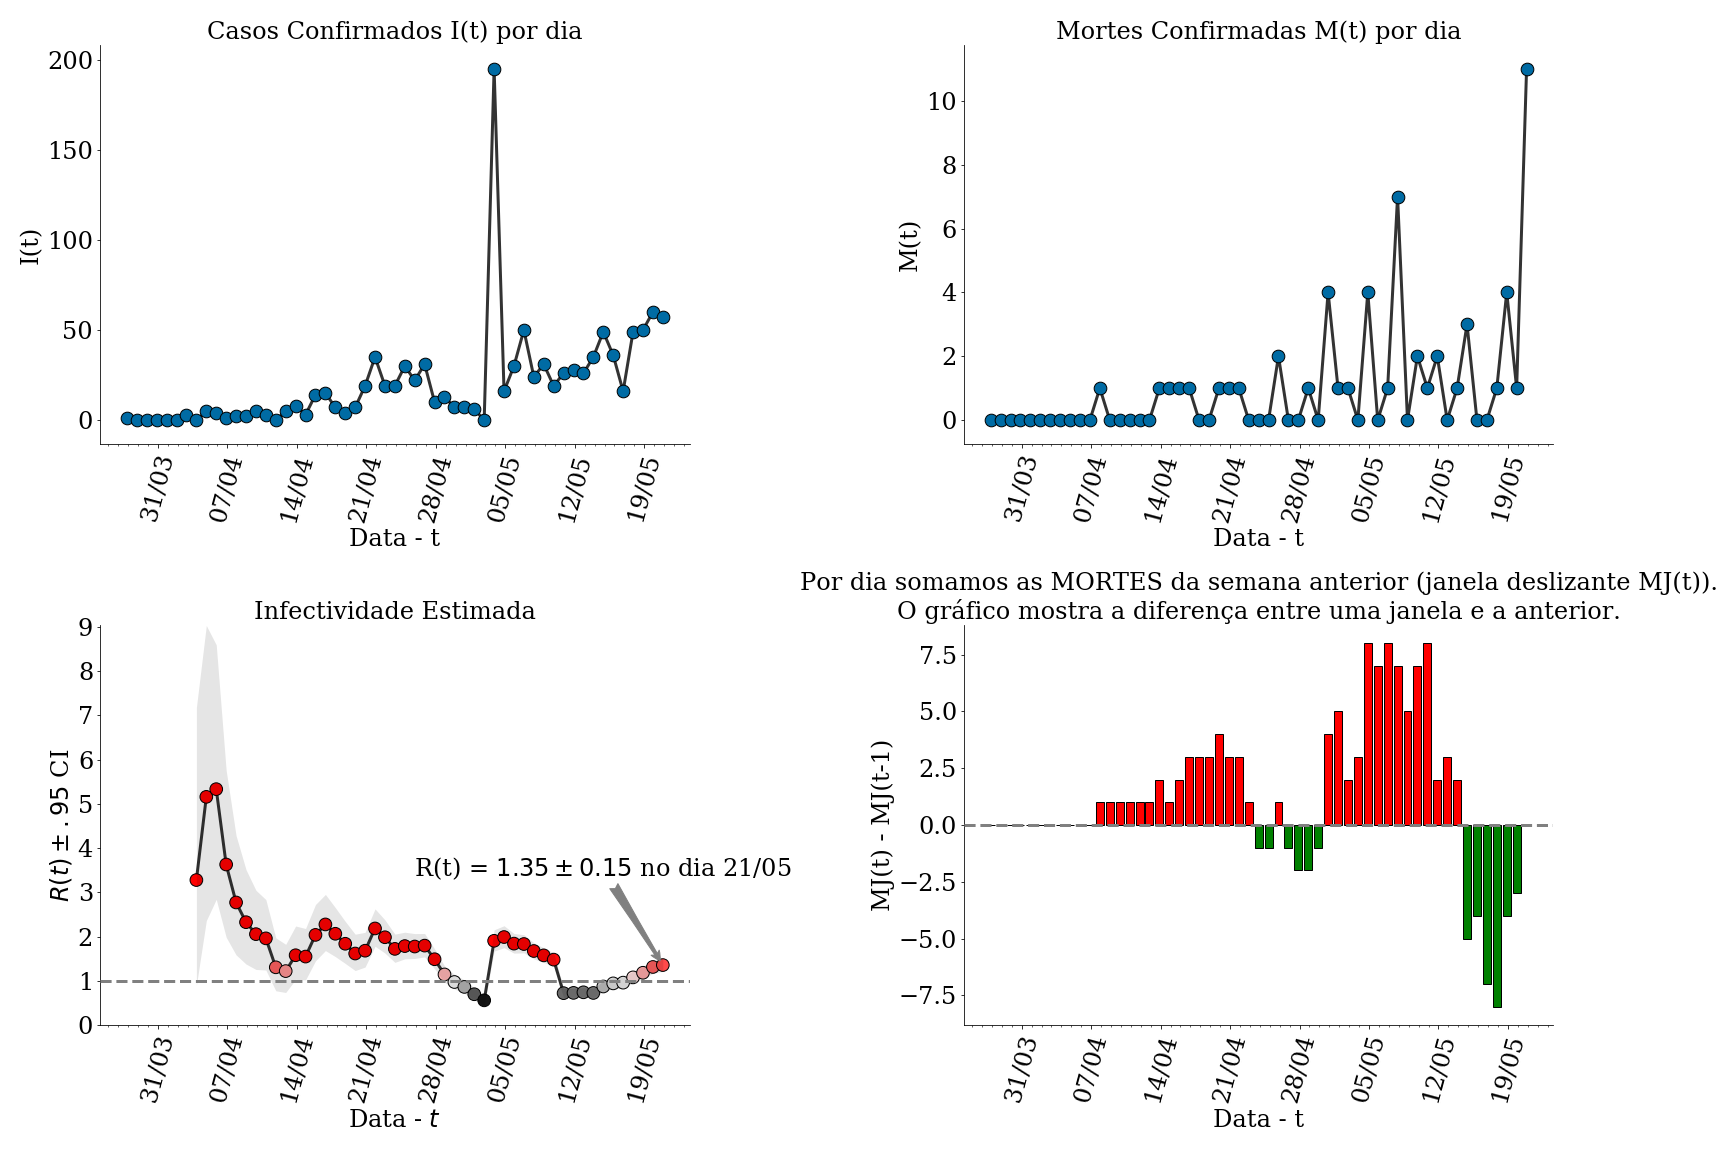 Casos Confirmados I(t) por dia
200
150
100
50
0
I(t)
31/03 07/04 14/04 21/04 28/04 05/05 12/05 19/05
Data - t
Mortes Confirmadas M(t) por dia
10
8
6
4
2
0
M(t)
31/03 07/04 14/04 21/04 28/04 05/05 12/05 19/05
Data - t
Infectividade Estimada
9
8
7
6
5
4
3
2
1
0
R(t) ± .95 CI
R(t) = 1.35 ± 0.15 no dia 21/05
31/03 07/04 14/04 21/04 28/04 05/05 12/05 19/05
Data - t
Por dia somamos as MORTES da semana anterior (janela deslizante MJ(t)).
O gráfico mostra a diferença entre uma janela e a anterior.
7.5
5.0
2.5
0.0
−2.5
−5.0
−7.5
MJ(t) - MJ(t-1)
31/03 07/04 14/04 21/04 28/04 05/05 12/05 19/05
Data - t